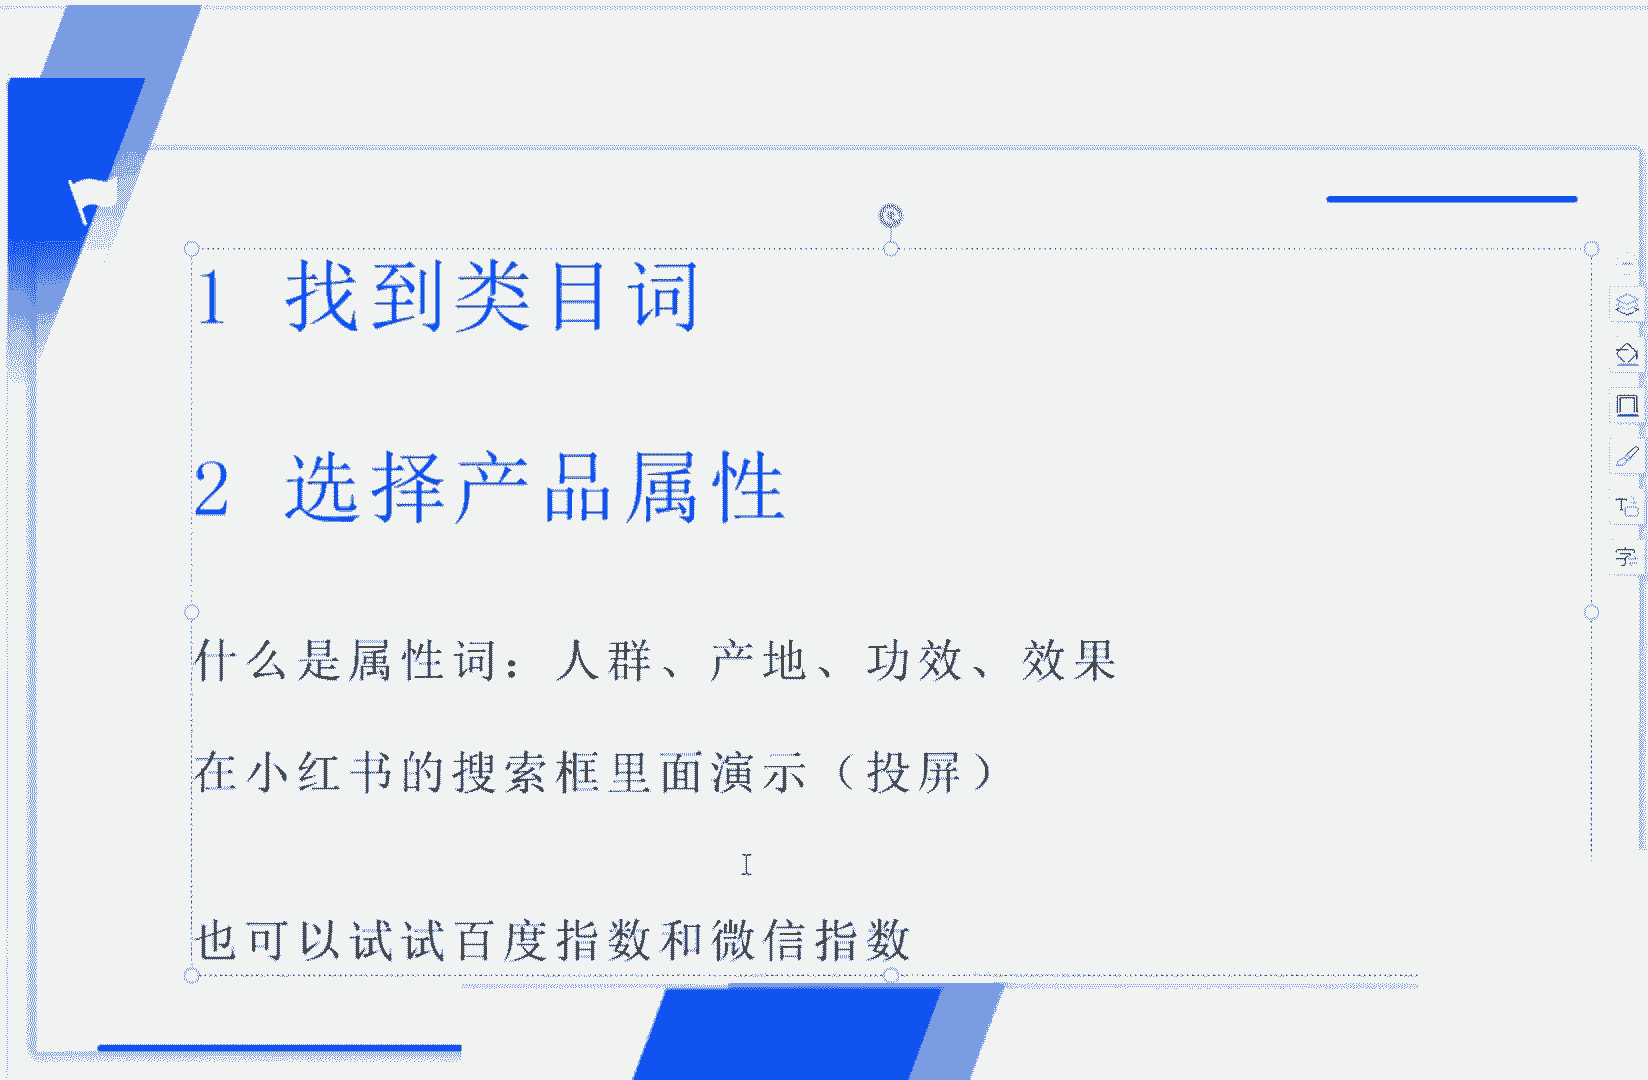 1 找到类目词
2 选择产品属性
什么是属性词：人群、产地、功效、效果
在小红书的搜索框里面演示（投屏）
也可以试试百度指数和微信指数
T
字